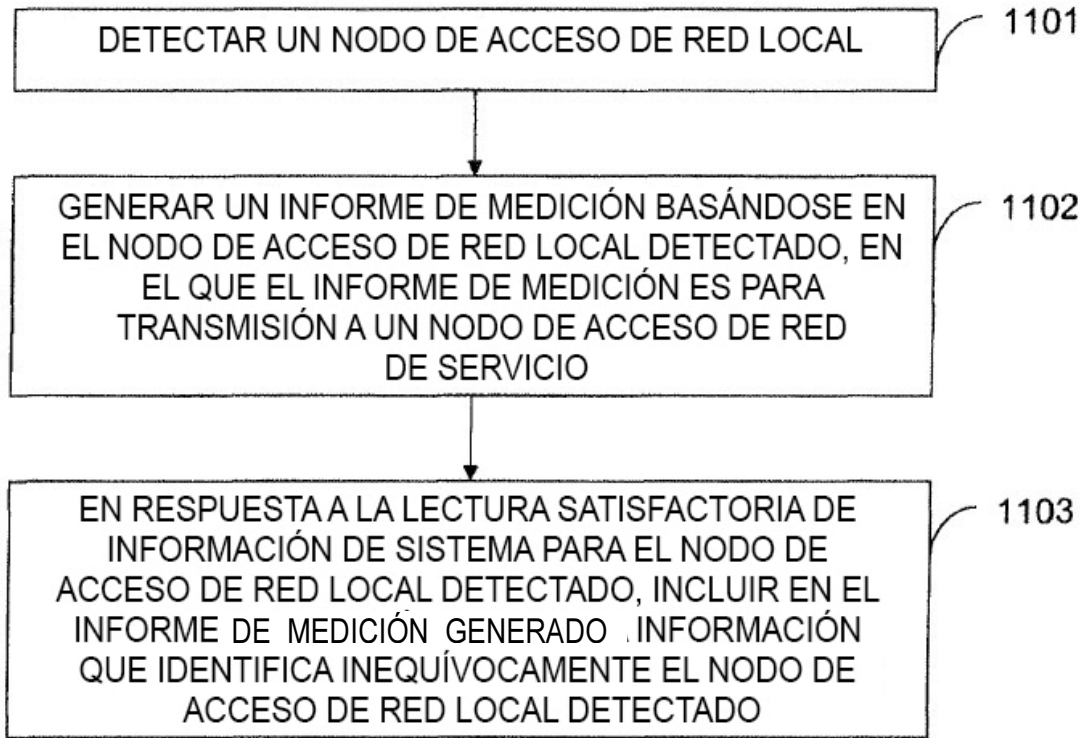 DETECTAR UN NODO DE ACCESO DE RED LOCAL
1101
GENERAR UN INFORME DE MEDICIÓN BASÁNDOSE EN
EL NODO DE ACCESO DE RED LOCAL DETECTADO, EN
EL QUE EL INFORME DE MEDICIÓN ES PARA
TRANSMISIÓN A UN NODO DE ACCESO DE RED
DE SERVICIO
1102
EN RESPUESTA A LA LECTURA SATISFACTORIA DE
INFORMACIÓN DE SISTEMA PARA EL NODO DE
ACCESO DE RED LOCAL DETECTADO, INCLUIR EN EL
INFORME DE MEDICIÓN GENERADO INFORMACIÓN
QUE IDENTIFICA INEQUÍVOCAMENTE EL NODO DE
ACCESO DE RED LOCAL DETECTADO
1103